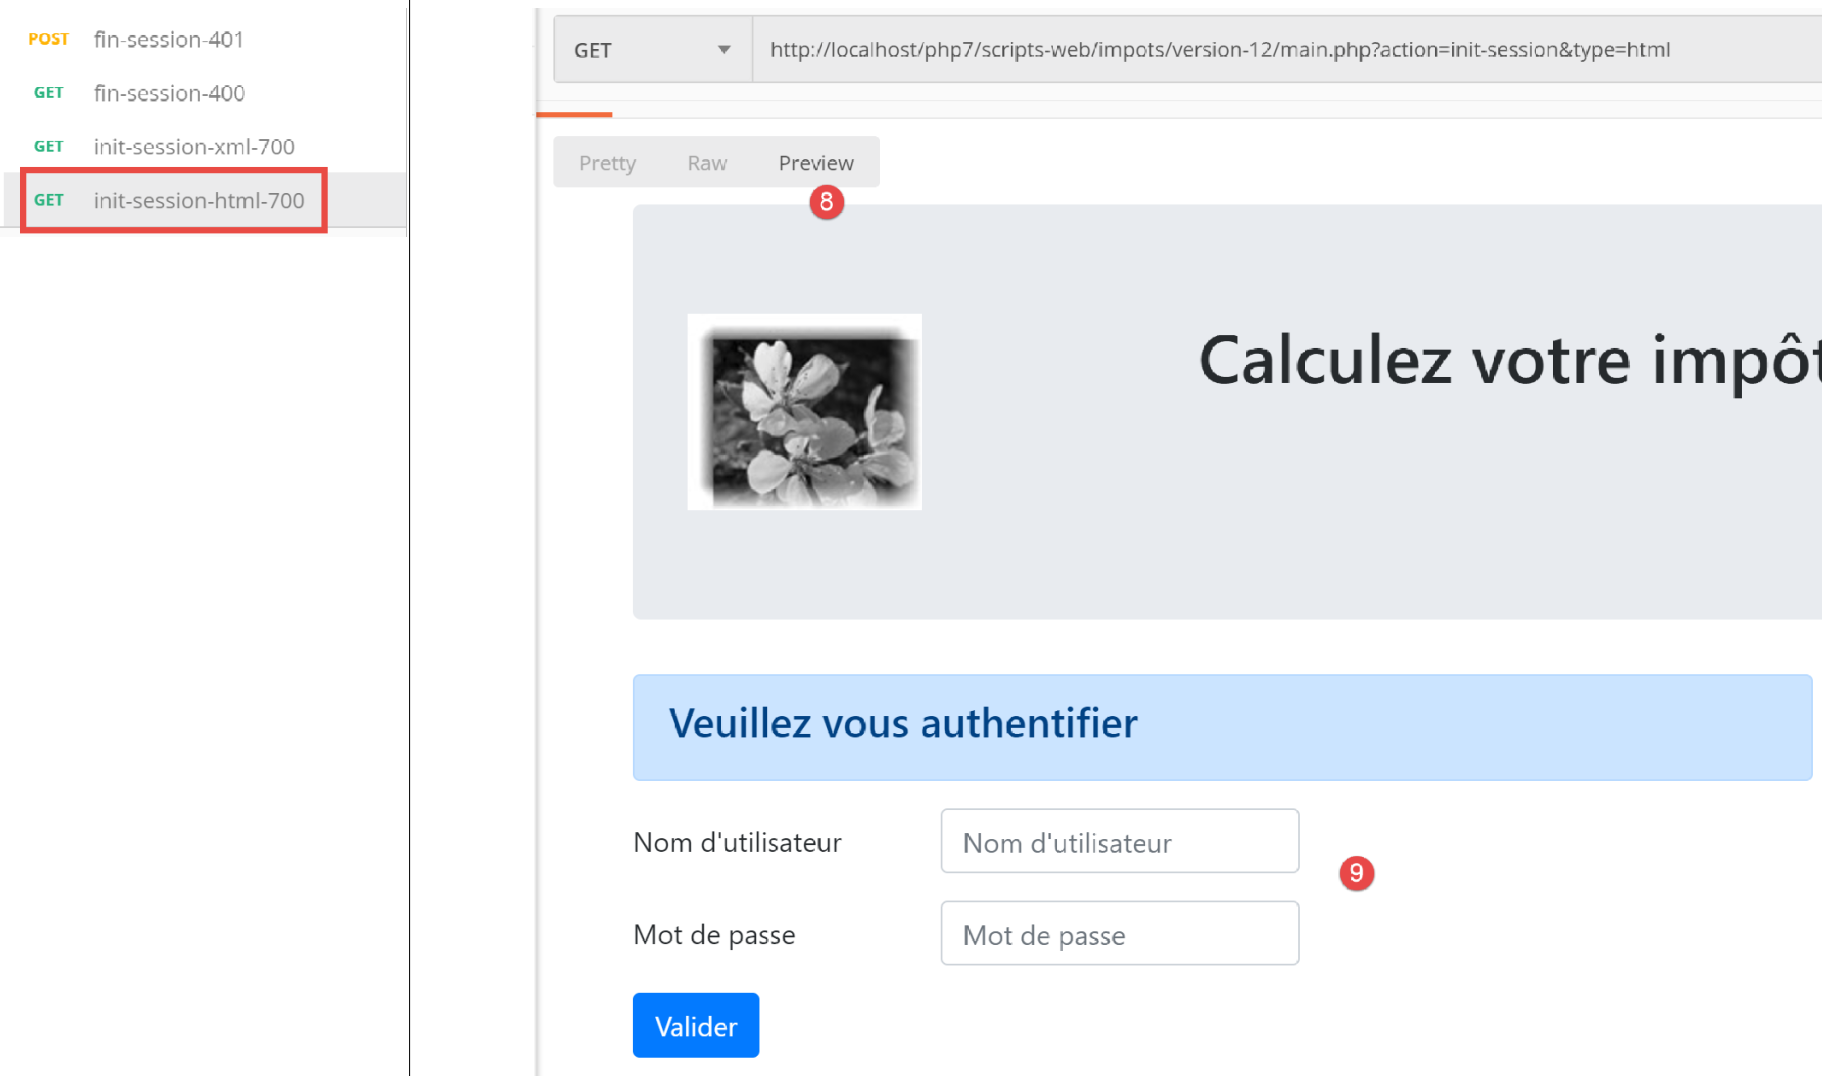 POST fin-session-401
GET fin-session-400
GET init-session-xml-700
GET init-session-html-700
GET http://localhost/php7/scripts-web/impots/version-12/main.php?action=init-session&type=html
Pretty Raw Preview
8
Calculez votre impôt
Veuillez vous authentifier
Nom d'utilisateur Nom d'utilisateur
9
Mot de passe Mot de passe
Valider